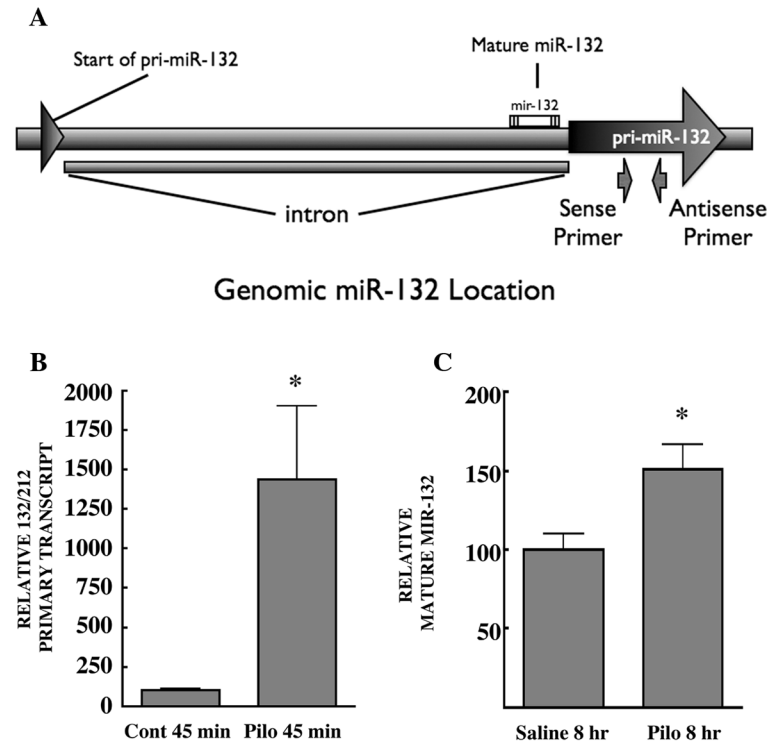 A
Start of pri-miR-132
Mature miR-132
mir-132
pri-miR-132
intron
Sense
Primer
Antisense
Primer
Genomic miR-132 Location
B
RELATIVE 132/212
PRIMARY TRANSCRIPT
2000
1750
1500
1250
1000
750
500
250
0
*
Cont 45 min
Pilo 45 min
C
RELATIVE
MATURE MIR-132
200
150
100
50
*
Saline 8 hr
Pilo 8 hr